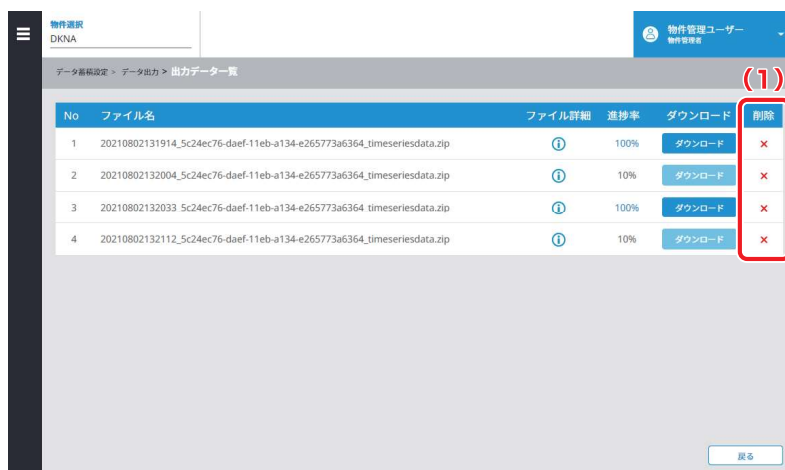 物件選択
DKNA
物件管理ユーザー
物件管理者
データ蓄積設定 > データ出力 > 出力データ一覧
(1)
No ファイル名 ファイル詳細 進捗率 ダウンロード 削除
1 20210802131914_5c24ec76-daef-11eb-a134-e265773a6364_timeseriesdata.zip 100% ダウンロード ×
2 20210802132004_5c24ec76-daef-11eb-a134-e265773a6364_timeseriesdata.zip 10% ダウンロード ×
3 20210802132033_5c24ec76-daef-11eb-a134-e265773a6364_timeseriesdata.zip 100% ダウンロード ×
4 20210802132112_5c24ec76-daef-11eb-a134-e265773a6364_timeseriesdata.zip 10% ダウンロード ×
戻る